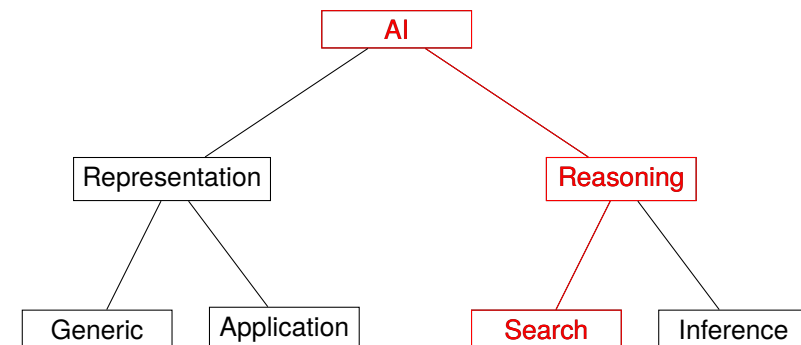 AI
Representation
Reasoning
Generic
Application
Search
Inference